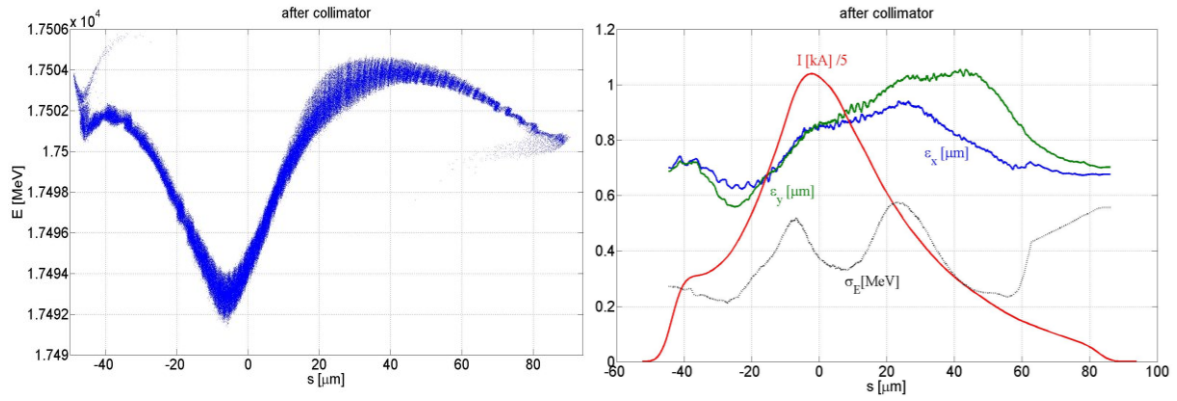 after collimator
x 10⁴
1.7506
1.7504
1.7502
1.75
1.7498
1.7496
1.7494
1.7492
1.749
E [MeV]
-40 -20 0 20 40 60 80
s [μm]
after collimator
1.2
1
0.8
0.6
0.4
0.2
0
I [kA] /5
ε_x [μm]
ε_y [μm]
σ_E[MeV]
-60 -40 -20 0 20 40 60 80 100
s [μm]